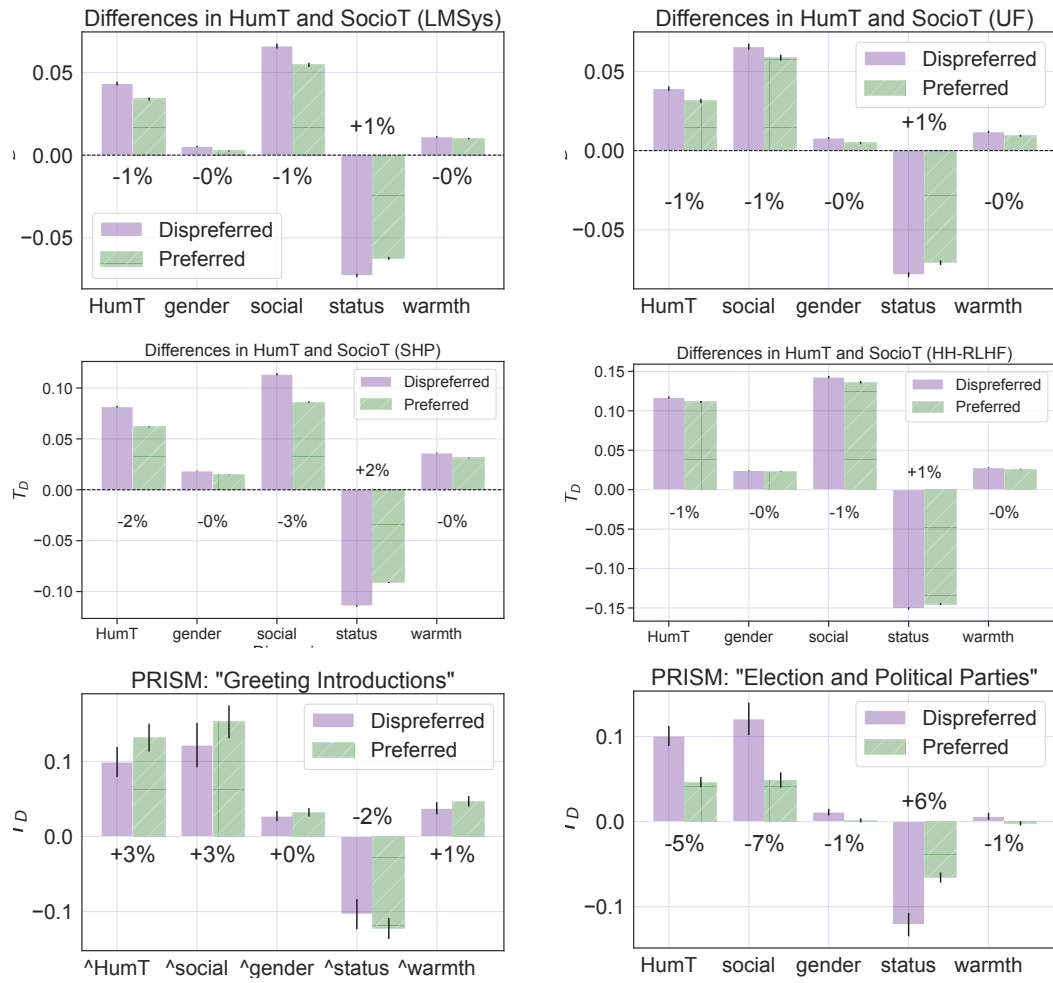 Differences in HumT and SocioT (LMSys)
0.05
0.00
−0.05
+1%
-1%
-0%
-1%
-0%
Dispreferred
Preferred
HumT
gender
social
status
warmth
Differences in HumT and SocioT (UF)
0.05
0.00
−0.05
Dispreferred
Preferred
+1%
-1%
-1%
-0%
-0%
HumT
social
gender
status
warmth
Differences in HumT and SocioT (SHP)
0.10
0.05
0.00
−0.05
−0.10
T_D
Dispreferred
Preferred
+2%
-2%
-0%
-3%
-0%
HumT
gender
social
status
warmth
Differences in HumT and SocioT (HH-RLHF)
0.15
0.10
0.05
0.00
−0.05
−0.10
−0.15
T_D
Dispreferred
Preferred
+1%
-1%
-0%
-1%
-0%
HumT
gender
social
status
warmth
PRISM: "Greeting Introductions"
0.1
0.0
−0.1
D
Dispreferred
Preferred
-2%
+3%
+3%
+0%
+1%
^HumT
^social
^gender
^status
^warmth
PRISM: "Election and Political Parties"
0.1
0.0
−0.1
D
Dispreferred
Preferred
+6%
-5%
-7%
-1%
-1%
HumT
social
gender
status
warmth